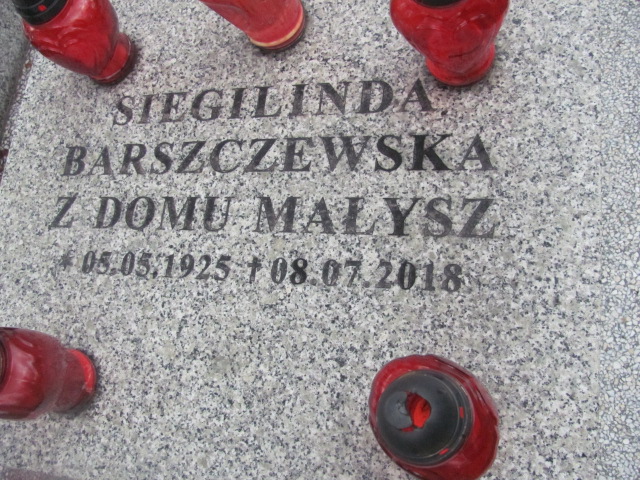 SIEGILINDA
BARSZCZEWSKA
Z DOMU MAŁYSZ
* 05.05.1925 † 08.07.2018